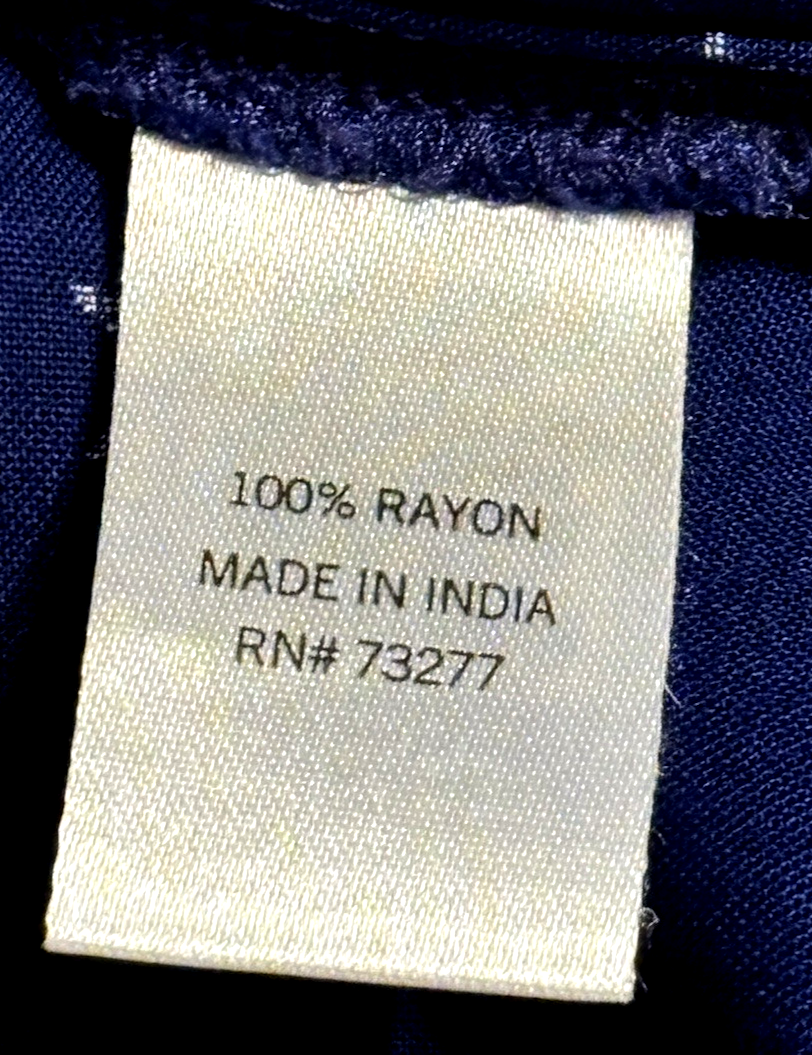 100% RAYON
MADE IN INDIA
RN# 73277